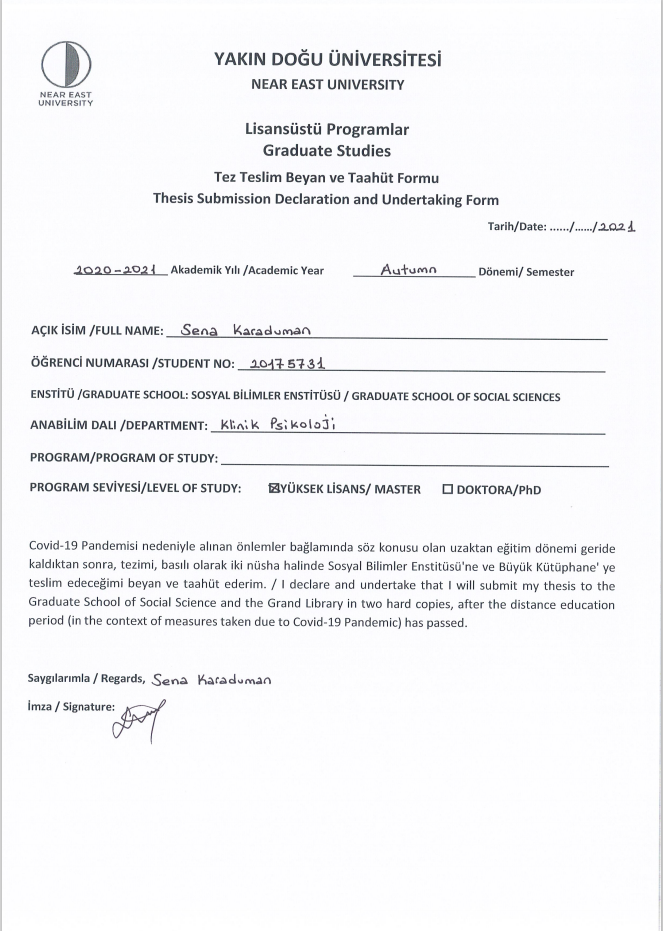 NEAR EAST
UNIVERSITY
YAKIN DOĞU ÜNİVERSİTESİ
NEAR EAST UNIVERSITY
Lisansüstü Programlar
Graduate Studies
Tez Teslim Beyan ve Taahüt Formu
Thesis Submission Declaration and Undertaking Form
Tarih/Date: ....../....../2021
2020-2021 Akademik Yılı /Academic Year Autumn Dönemi/ Semester
AÇIK İSİM /FULL NAME: Sena Karaduman
ÖĞRENCİ NUMARASI /STUDENT NO: 20175731
ENSTİTÜ /GRADUATE SCHOOL: SOSYAL BİLİMLER ENSTİTÜSÜ / GRADUATE SCHOOL OF SOCIAL SCIENCES
ANABİLİM DALI /DEPARTMENT: Klinik Psikoloji
PROGRAM/PROGRAM OF STUDY:
PROGRAM SEVİYESİ/LEVEL OF STUDY: ☒YÜKSEK LİSANS/ MASTER ☐ DOKTORA/PhD
Covid-19 Pandemisi nedeniyle alınan önlemler bağlamında söz konusu olan uzaktan eğitim dönemi geride
kaldıktan sonra, tezimi, basılı olarak iki nüsha halinde Sosyal Bilimler Enstitüsü'ne ve Büyük Kütüphane' ye
teslim edeceğimi beyan ve taahüt ederim. / I declare and undertake that I will submit my thesis to the
Graduate School of Social Science and the Grand Library in two hard copies, after the distance education
period (in the context of measures taken due to Covid-19 Pandemic) has passed.
Saygılarımla / Regards, Sena Karaduman
İmza / Signature: